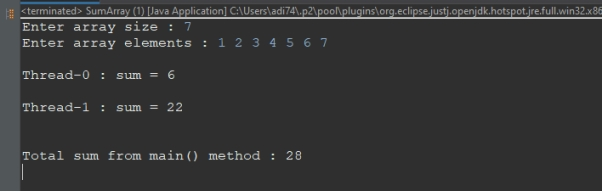 <terminated> SumArray (1) [Java Application] C:\Users\adi74\.p2\pool\plugins\org.eclipse.justj.openjdk.hotspot.jre.full.win32.x86
Enter array size : 7
Enter array elements : 1 2 3 4 5 6 7
Thread-0 : sum = 6
Thread-1 : sum = 22
Total sum from main() method : 28